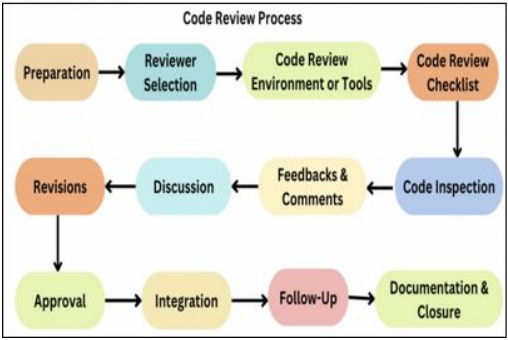 Code Review Process
Preparation
Reviewer
Selection
Code Review
Environment or Tools
Code Review
Checklist
Revisions
Discussion
Feedbacks &
Comments
Code Inspection
Approval
Integration
Follow-Up
Documentation &
Closure